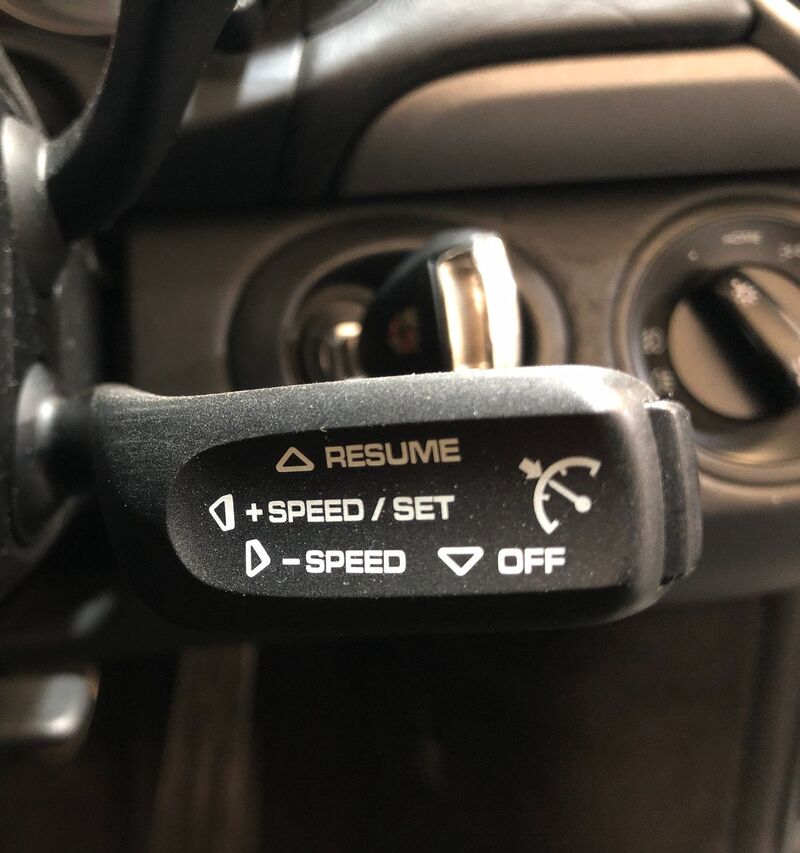 RESUME
+SPEED / SET
–SPEED OFF